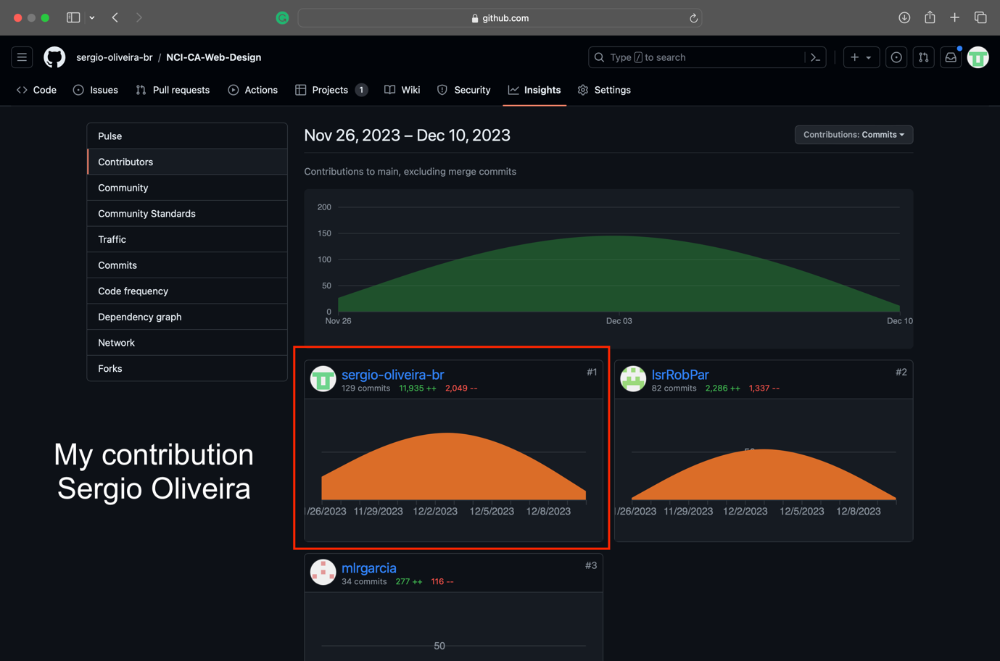 github.com
sergio-oliveira-br / NCI-CA-Web-Design
Type / to search
Code
Issues
Pull requests
Actions
Projects 1
Wiki
Security
Insights
Settings
Pulse
Contributors
Community
Community Standards
Traffic
Commits
Code frequency
Dependency graph
Network
Forks
Nov 26, 2023 – Dec 10, 2023
Contributions: Commits
Contributions to main, excluding merge commits
200
150
100
50
0
Nov 26 Dec 03 Dec 10
My contribution
Sergio Oliveira
sergio-oliveira-br #1
129 commits 11,935 ++ 2,049 --
/26/2023 11/29/2023 12/2/2023 12/5/2023 12/8/2023
lsrRobPar #2
82 commits 2,286 ++ 1,337 --
/26/2023 11/29/2023 12/2/2023 12/5/2023 12/8/2023
mlrgarcia #3
34 commits 277 ++ 116 --
50